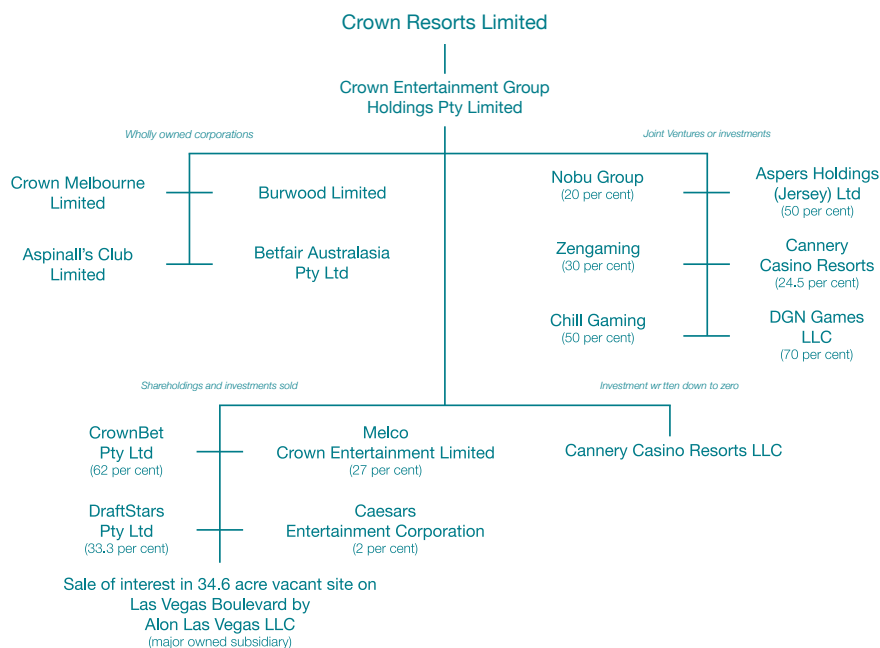 Crown Resorts Limited
Crown Entertainment Group
Holdings Pty Limited
Wholly owned corporations
Joint Ventures or investments
Crown Melbourne
Limited
Burwood Limited
Aspinall's Club
Limited
Betfair Australasia
Pty Ltd
Nobu Group
(20 per cent)
Aspers Holdings
(Jersey) Ltd
(50 per cent)
Zengaming
(30 per cent)
Cannery
Casino Resorts
(24.5 per cent)
Chill Gaming
(50 per cent)
DGN Games
LLC
(70 per cent)
Shareholdings and investments sold
Investment wr tten down to zero
CrownBet
Pty Ltd
(62 per cent)
Melco
Crown Entertainment Limited
(27 per cent)
Cannery Casino Resorts LLC
DraftStars
Pty Ltd
(33.3 per cent)
Caesars
Entertainment Corporation
(2 per cent)
Sale of interest in 34.6 acre vacant site on
Las Vegas Boulevard by
Alon Las Vegas LLC
(major owned subsidiary)